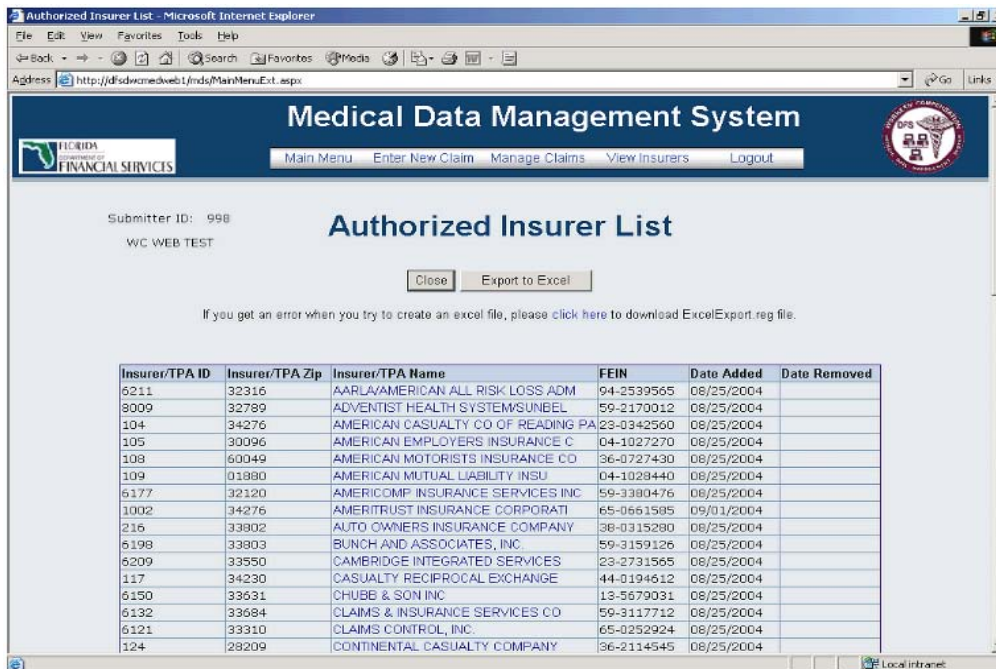 Authorized Insurer List - Microsoft Internet Explorer
File Edit View Favorites Tools Help
Back Search Favorites Media
Address http://dfsdwcmedweb1/mds/MainMenuExt.aspx Go Links
Medical Data Management System
FLORIDA
DEPARTMENT OF
FINANCIAL SERVICES
DFS
Main Menu Enter New Claim Manage Claims View Insurers Logout
Submitter ID: 998
WC WEB TEST
Authorized Insurer List
Close Export to Excel
If you get an error when you try to create an excel file, please click here to download ExcelExport.reg file.
Insurer/TPA ID Insurer/TPA Zip Insurer/TPA Name FEIN Date Added Date Removed
6211 32316 AARLA/AMERICAN ALL RISK LOSS ADM 94-2539565 08/25/2004
8009 32789 ADVENTIST HEALTH SYSTEM/SUNBEL 59-2170012 08/25/2004
104 34276 AMERICAN CASUALTY CO OF READING PA 23-0342560 08/25/2004
105 30096 AMERICAN EMPLOYERS INSURANCE C 04-1027270 08/25/2004
108 60049 AMERICAN MOTORISTS INSURANCE CO 36-0727430 08/25/2004
109 01880 AMERICAN MUTUAL LIABILITY INSU 04-1028440 08/25/2004
6177 32120 AMERICOMP INSURANCE SERVICES INC 59-3380476 08/25/2004
1002 34276 AMERITRUST INSURANCE CORPORATI 65-0661585 09/01/2004
216 33802 AUTO OWNERS INSURANCE COMPANY 38-0315280 08/25/2004
6198 33803 BUNCH AND ASSOCIATES, INC. 59-3159126 08/25/2004
6209 33550 CAMBRIDGE INTEGRATED SERVICES 23-2731565 08/25/2004
117 34230 CASUALTY RECIPROCAL EXCHANGE 44-0194612 08/25/2004
6150 33631 CHUBB & SON INC 13-5679031 08/25/2004
6132 33684 CLAIMS & INSURANCE SERVICES CO 59-3117712 08/25/2004
6121 33310 CLAIMS CONTROL, INC. 65-0252924 08/25/2004
124 28209 CONTINENTAL CASUALTY COMPANY 36-2114545 08/25/2004
Local intranet